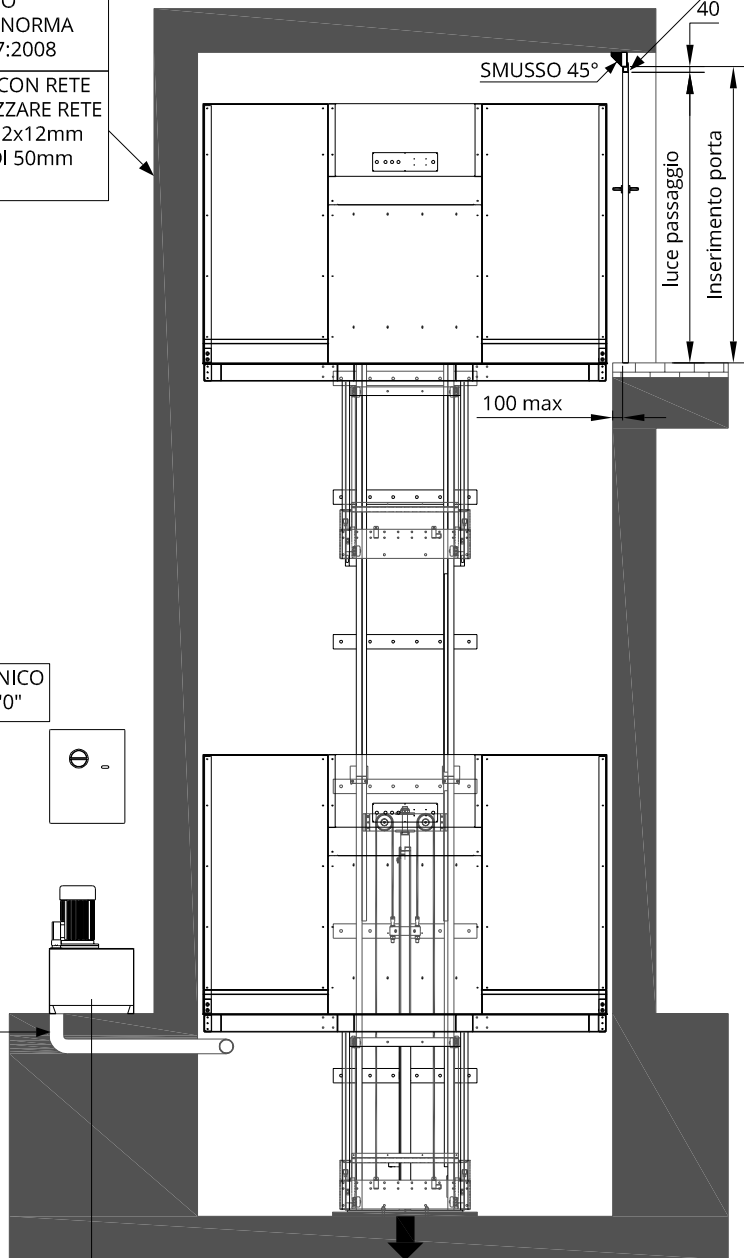 NORMA
7:2008
CON RETE
ZZARE RETE
2x12mm
DI 50mm
40
SMUSSO 45°
luce passaggio
Inserimento porta
100 max
NICO
"0"